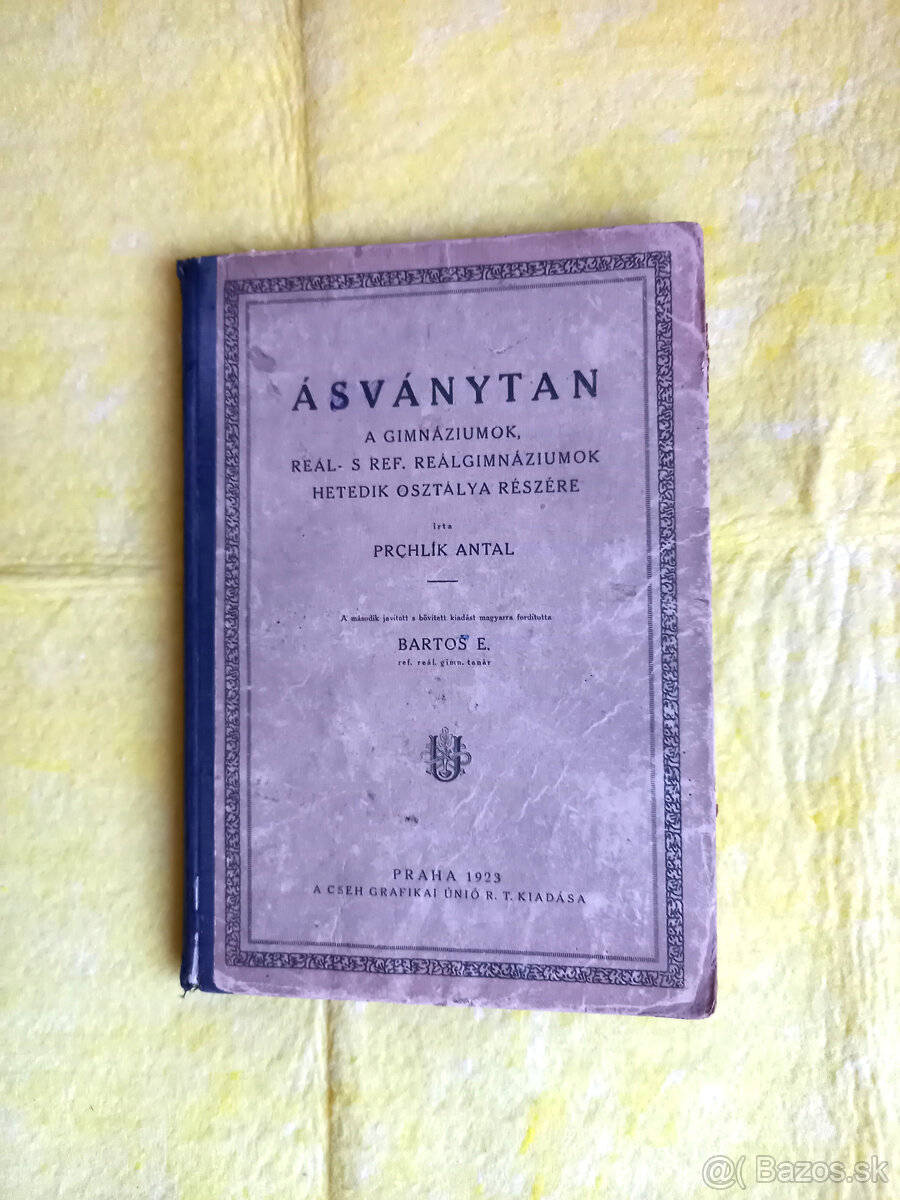 ÁSVÁNYTAN
A GIMNÁZIUMOK,
REÁL- S REF. REÁLGIMNÁZIUMOK
HETEDIK OSZTÁLYA RÉSZÉRE
írta
PRCHLÍK ANTAL
A második javított s bővített kiadást magyarra fordította
BARTOŠ E.
ref. reál. gimn. tanár
U
PRAHA 1923
A CSEH GRAFIKAI ÚNIÓ R. T. KIADÁSA
@( Bazos.sk